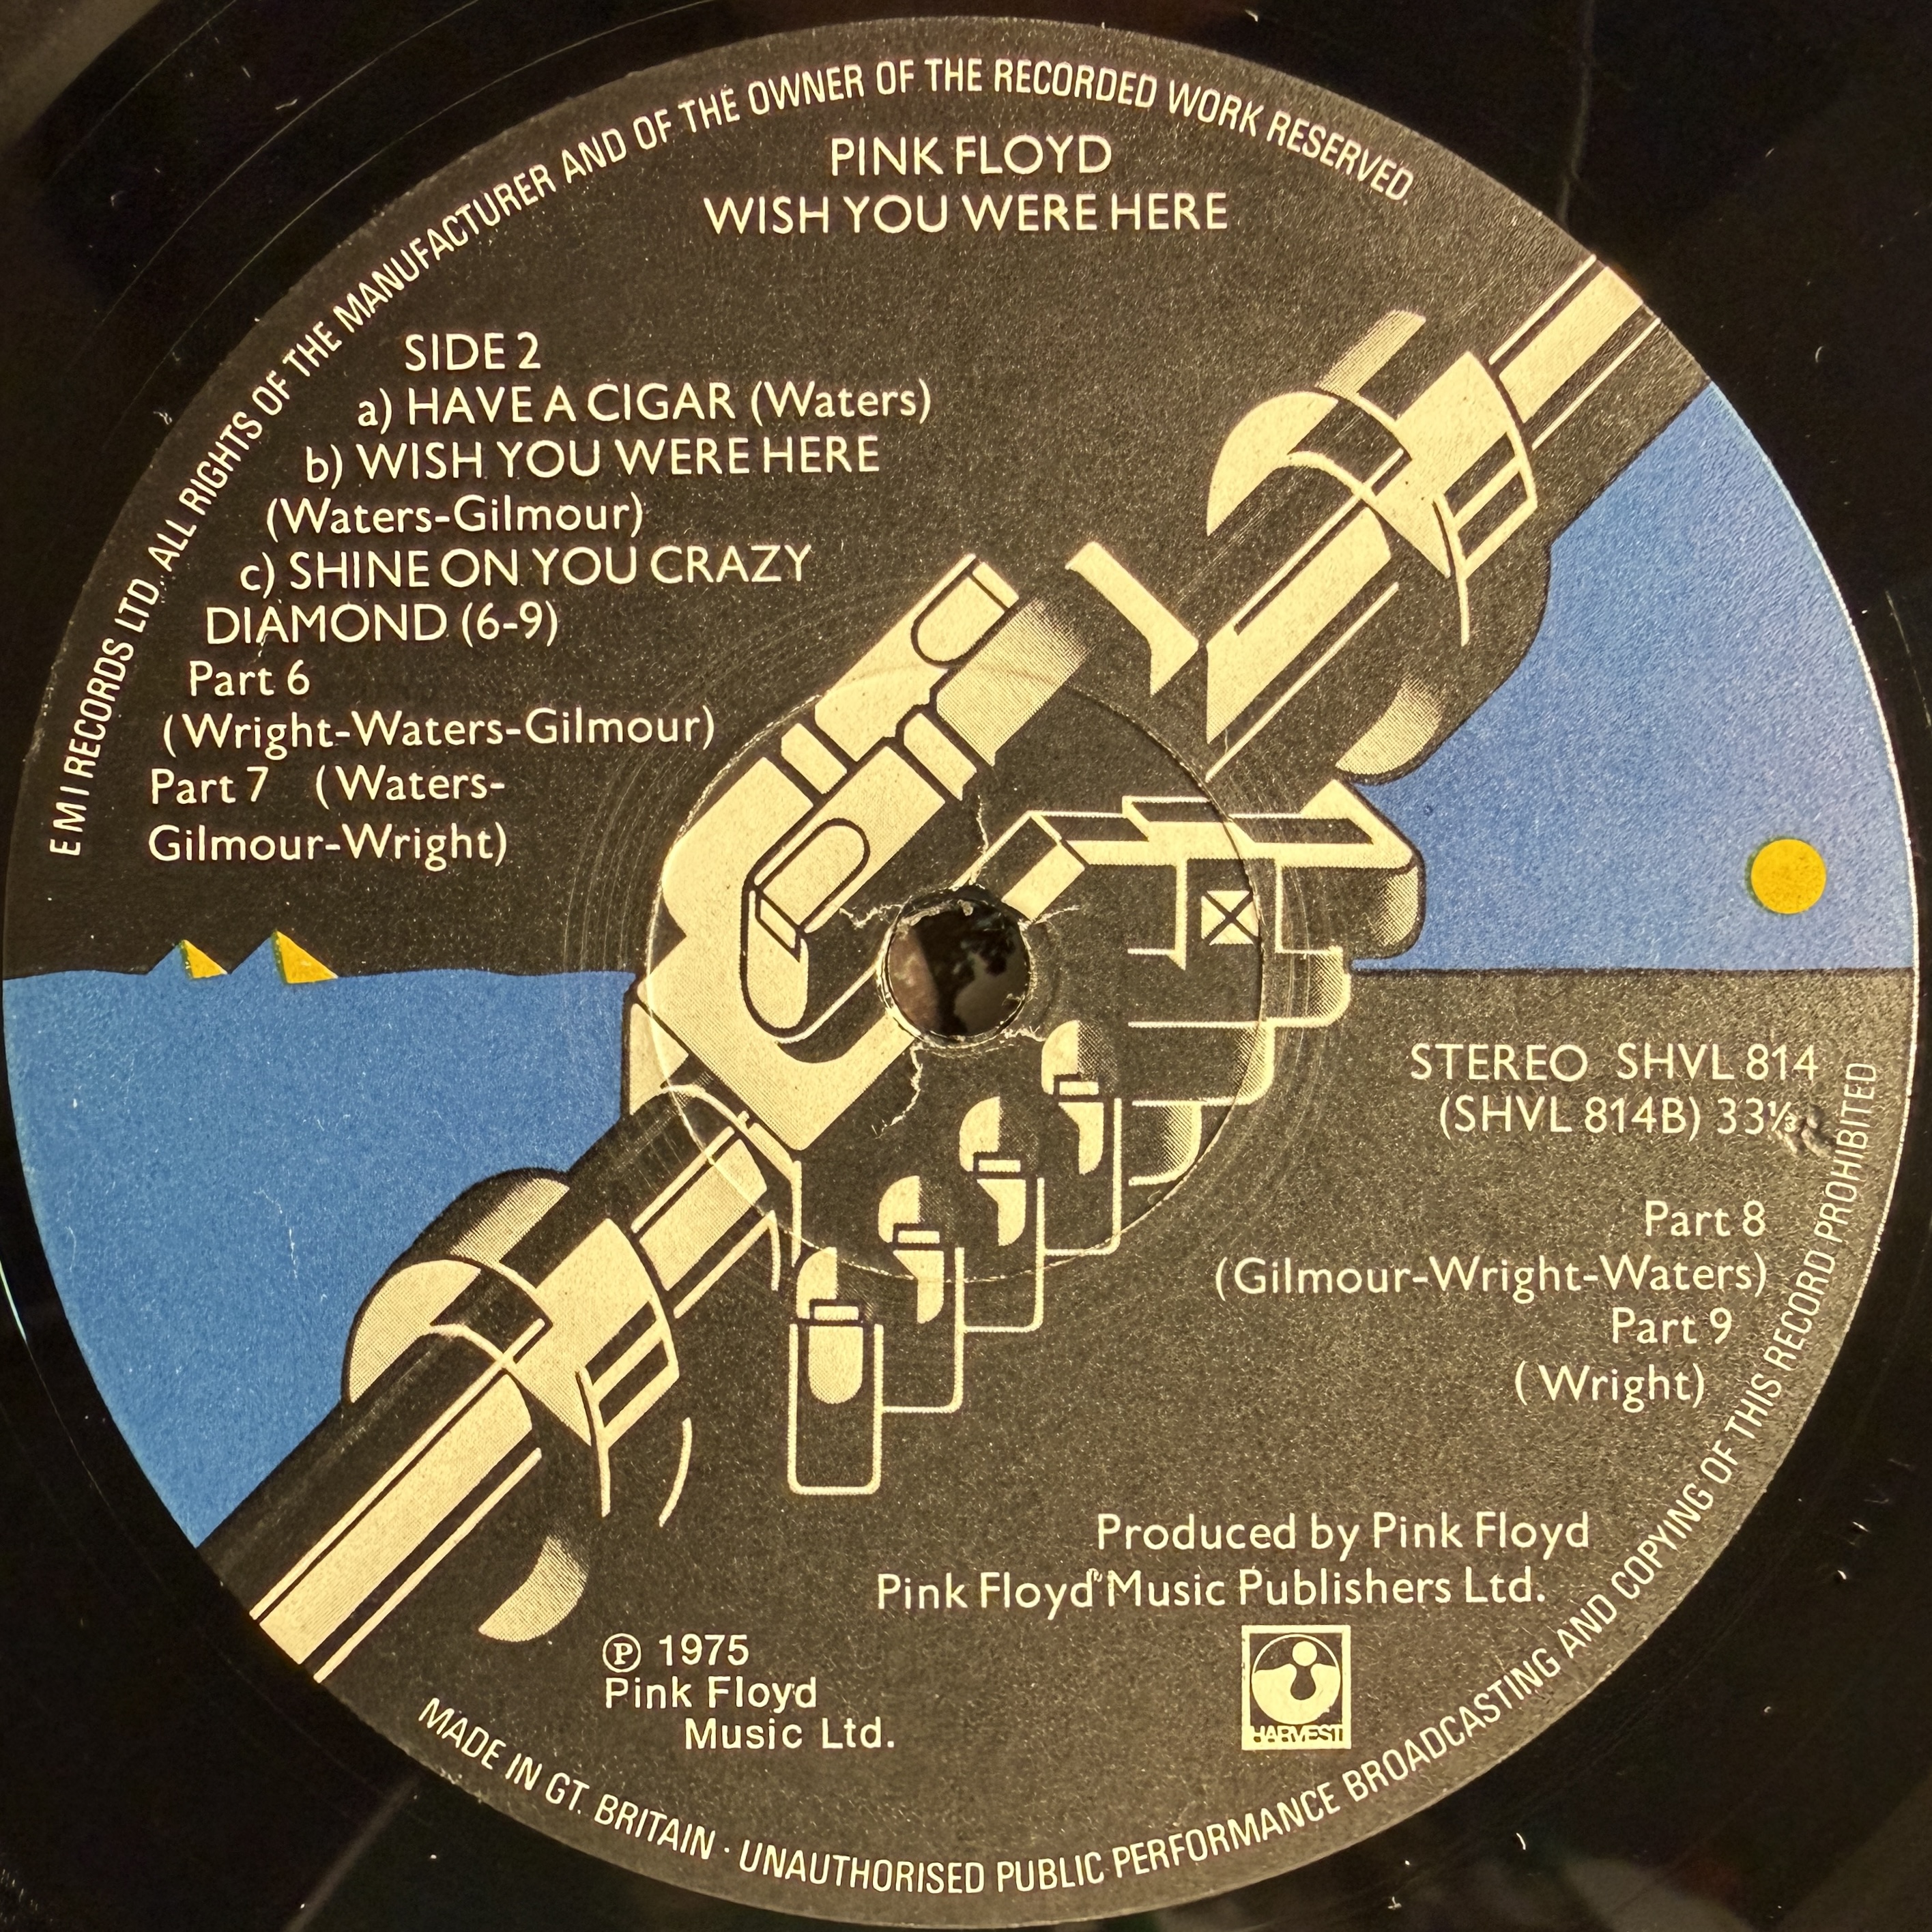 E M I RECORDS LTD. ALL RIGHTS OF THE MANUFACTURER AND OF THE OWNER OF THE RECORDED WORK RESERVED.
PINK FLOYD
WISH YOU WERE HERE
SIDE 2
a) HAVE A CIGAR (Waters)
b) WISH YOU WERE HERE
(Waters-Gilmour)
c) SHINE ON YOU CRAZY
DIAMOND (6-9)
Part 6
(Wright-Waters-Gilmour)
Part 7 (Waters-
Gilmour-Wright)
STEREO SHVL 814
(SHVL 814B) 33⅓
Part 8
(Gilmour-Wright-Waters)
Part 9
( Wright)
Produced by Pink Floyd
Pink Floyd Music Publishers Ltd.
℗ 1975
Pink Floyd
Music Ltd.
HARVEST
MADE IN GT. BRITAIN · UNAUTHORISED PUBLIC PERFORMANCE BROADCASTING AND COPYING OF THIS RECORD PROHIBITED